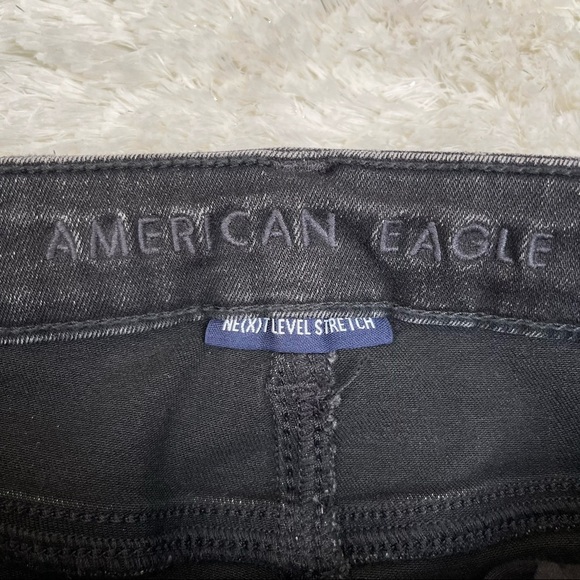 AMERICAN EAGLE
NE(X)T LEVEL STRETCH